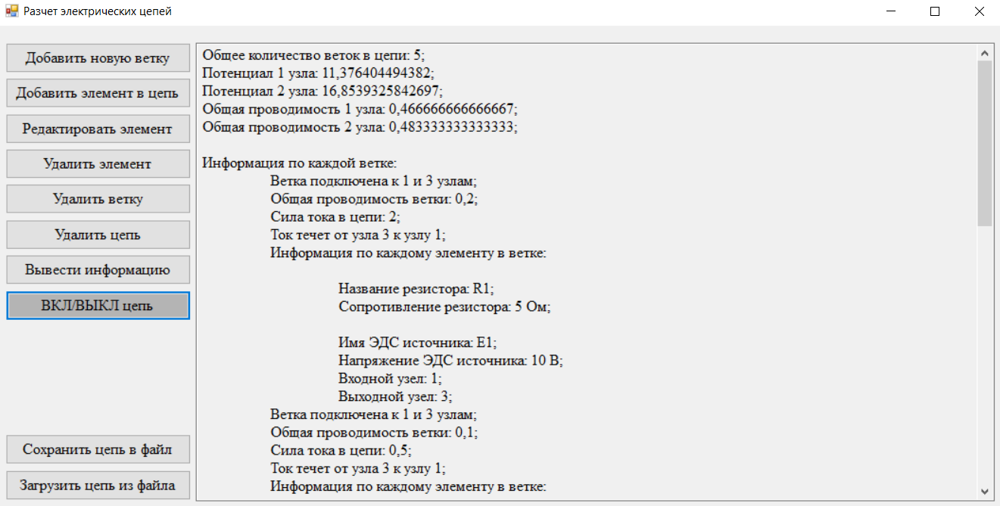 Разчет электрических цепей
Добавить новую ветку
Добавить элемент в цепь
Редактировать элемент
Удалить элемент
Удалить ветку
Удалить цепь
Вывести информацию
ВКЛ/ВЫКЛ цепь
Сохранить цепь в файл
Загрузить цепь из файла
Общее количество веток в цепи: 5;
Потенциал 1 узла: 11,376404494382;
Потенциал 2 узла: 16,8539325842697;
Общая проводимость 1 узла: 0,466666666666667;
Общая проводимость 2 узла: 0,483333333333333;
Информация по каждой ветке:
Ветка подключена к 1 и 3 узлам;
Общая проводимость ветки: 0,2;
Сила тока в цепи: 2;
Ток течет от узла 3 к узлу 1;
Информация по каждому элементу в ветке:
Название резистора: R1;
Сопротивление резистора: 5 Ом;
Имя ЭДС источника: E1;
Напряжение ЭДС источника: 10 В;
Входной узел: 1;
Выходной узел: 3;
Ветка подключена к 1 и 3 узлам;
Общая проводимость ветки: 0,1;
Сила тока в цепи: 0,5;
Ток течет от узла 3 к узлу 1;
Информация по каждому элементу в ветке: